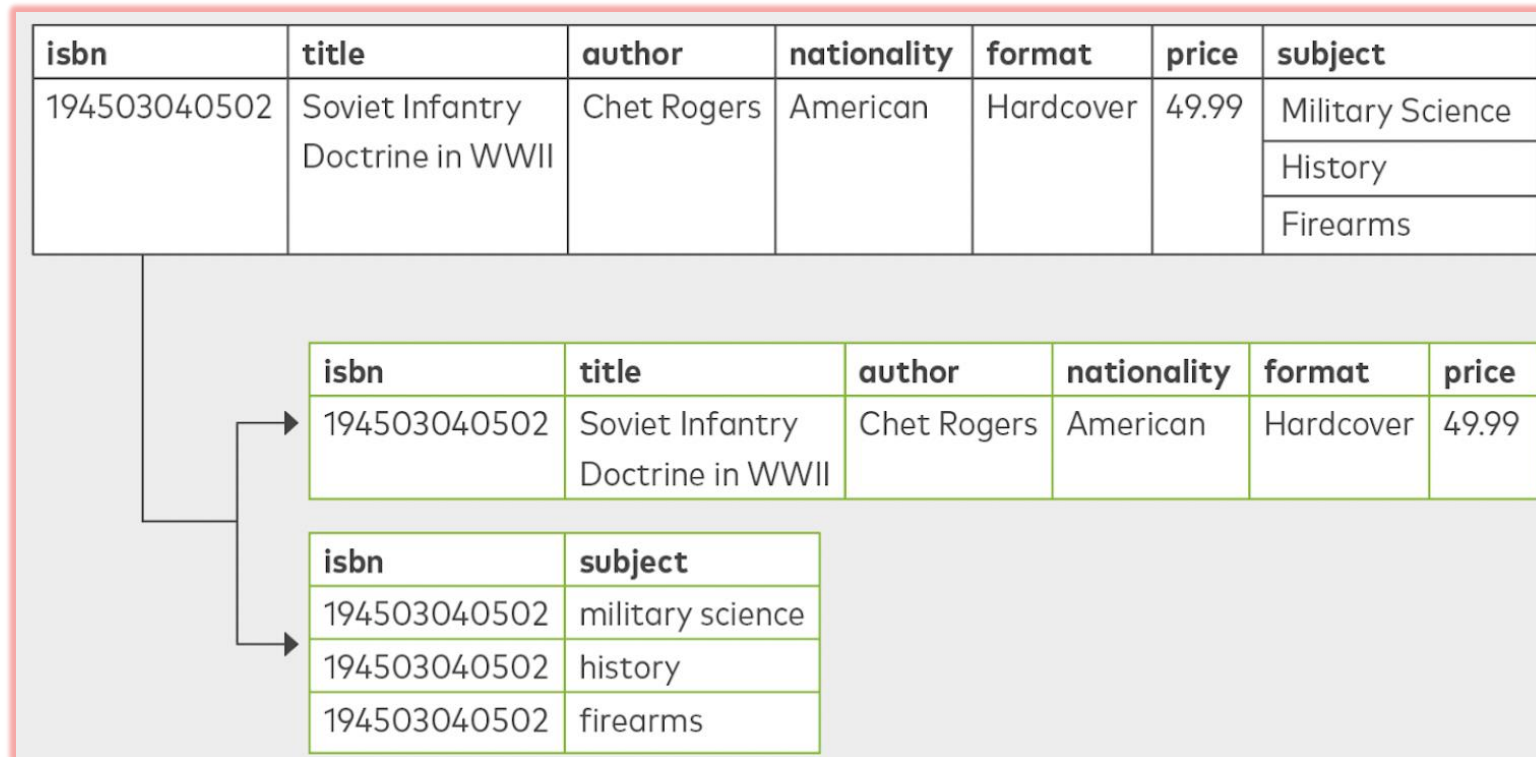 isbn title author nationality format price subject
194503040502 Soviet Infantry Chet Rogers American Hardcover 49.99 Military Science
Doctrine in WWII
History
Firearms
isbn title author nationality format price
194503040502 Soviet Infantry Chet Rogers American Hardcover 49.99
Doctrine in WWII
isbn subject
194503040502 military science
194503040502 history
194503040502 firearms